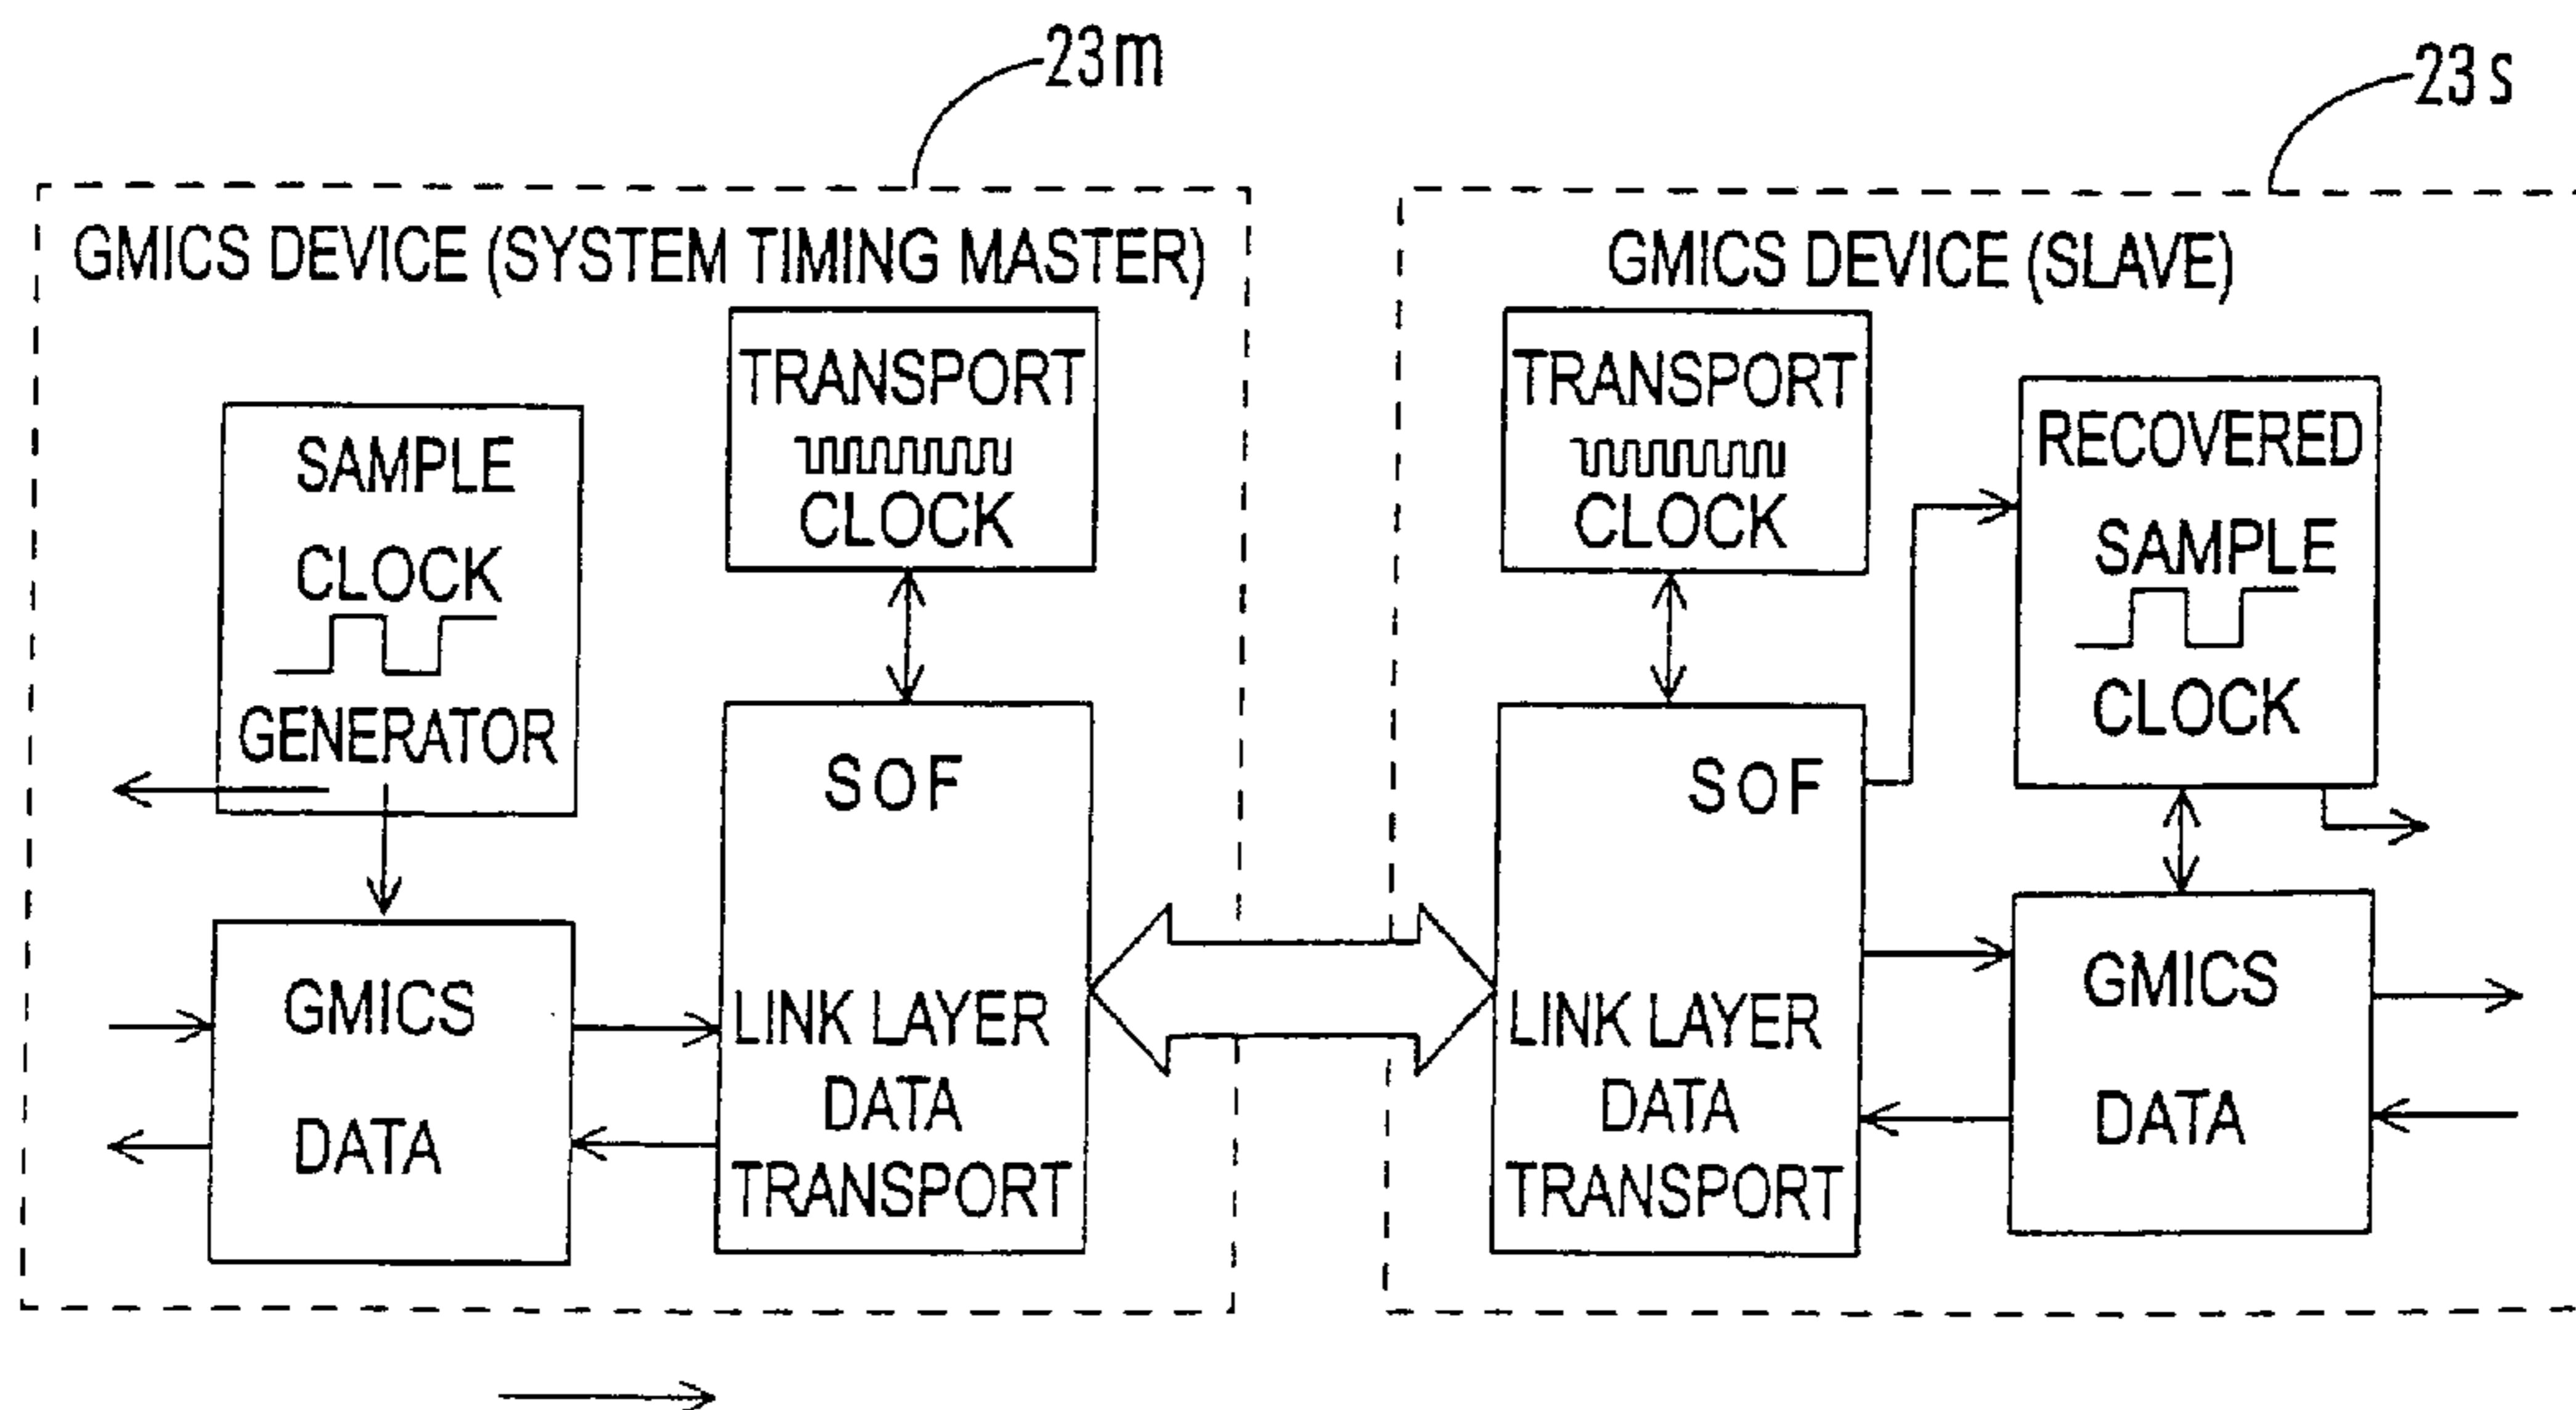 23m
23s
GMICS DEVICE (SYSTEM TIMING MASTER)
SAMPLE
CLOCK
GENERATOR
TRANSPORT
CLOCK
GMICS
DATA
SOF
LINK LAYER
DATA
TRANSPORT
GMICS DEVICE (SLAVE)
TRANSPORT
CLOCK
RECOVERED
SAMPLE
CLOCK
SOF
LINK LAYER
DATA
TRANSPORT
GMICS
DATA